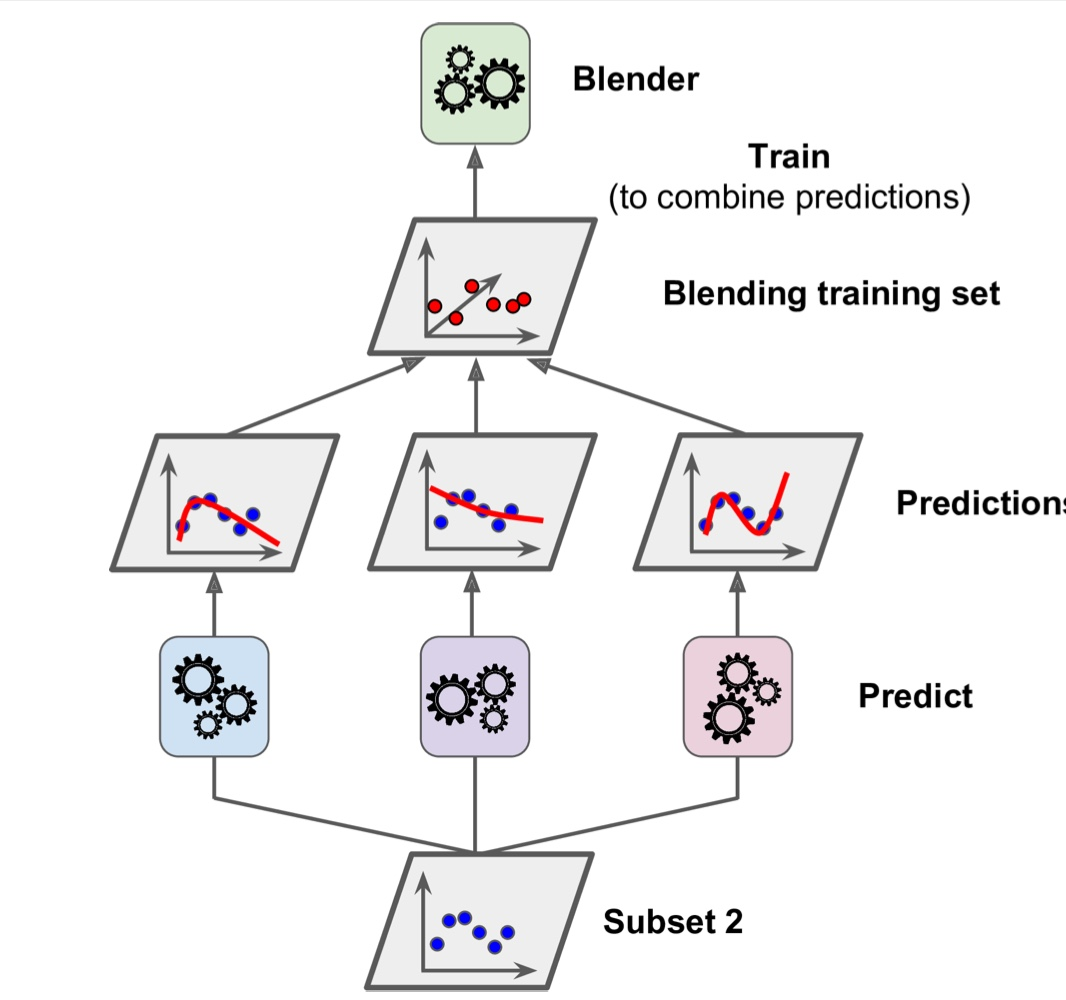 Blender
Train
(to combine predictions)
Blending training set
Predictions
Predict
Subset 2